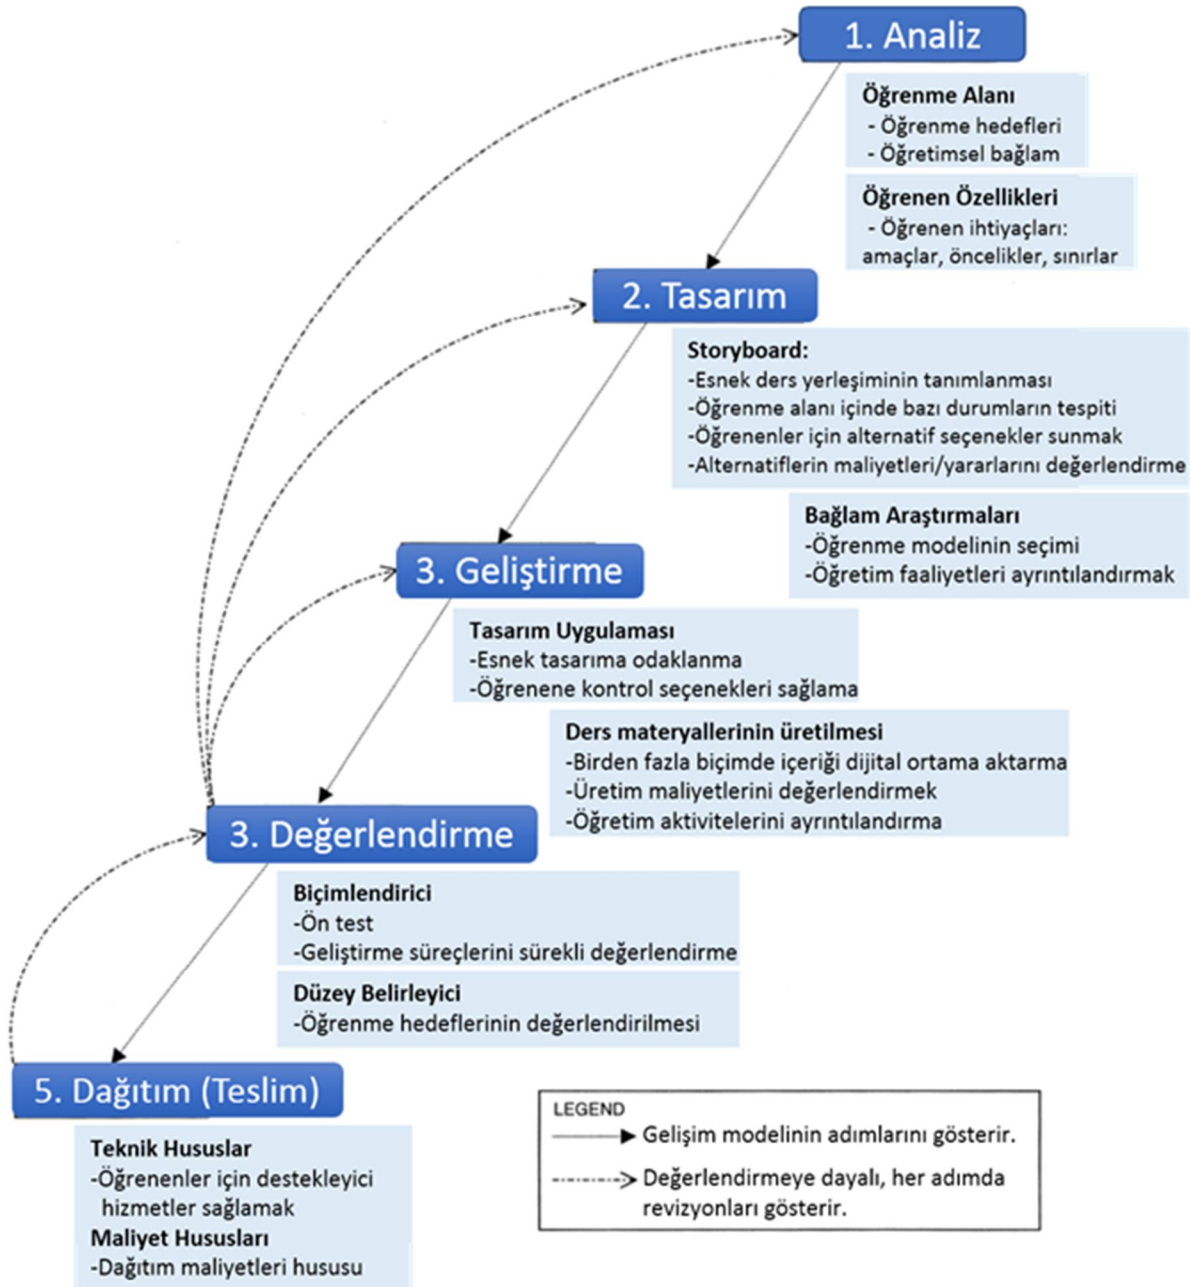 1. Analiz
Öğrenme Alanı
- Öğrenme hedefleri
- Öğretimsel bağlam
Öğrenen Özellikleri
- Öğrenen ihtiyaçları:
amaçlar, öncelikler, sınırlar
2. Tasarım
Storyboard:
-Esnek ders yerleşiminin tanımlanması
-Öğrenme alanı içinde bazı durumların tespiti
-Öğrenenler için alternatif seçenekler sunmak
-Alternatiflerin maliyetleri/yararlarını değerlendirme
Bağlam Araştırmaları
-Öğrenme modelinin seçimi
-Öğretim faaliyetleri ayrıntılandırmak
3. Geliştirme
Tasarım Uygulaması
-Esnek tasarıma odaklanma
-Öğrenene kontrol seçenekleri sağlama
Ders materyallerinin üretilmesi
-Birden fazla biçimde içeriği dijital ortama aktarma
-Üretim maliyetlerini değerlendirmek
-Öğretim aktivitelerini ayrıntılandırma
3. Değerlendirme
Biçimlendirici
-Ön test
-Geliştirme süreçlerini sürekli değerlendirme
Düzey Belirleyici
-Öğrenme hedeflerinin değerlendirilmesi
5. Dağıtım (Teslim)
Teknik Hususlar
-Öğrenenler için destekleyici
hizmetler sağlamak
Maliyet Hususları
-Dağıtım maliyetleri hususu
LEGEND
Gelişim modelinin adımlarını gösterir.
Değerlendirmeye dayalı, her adımda
revizyonları gösterir.